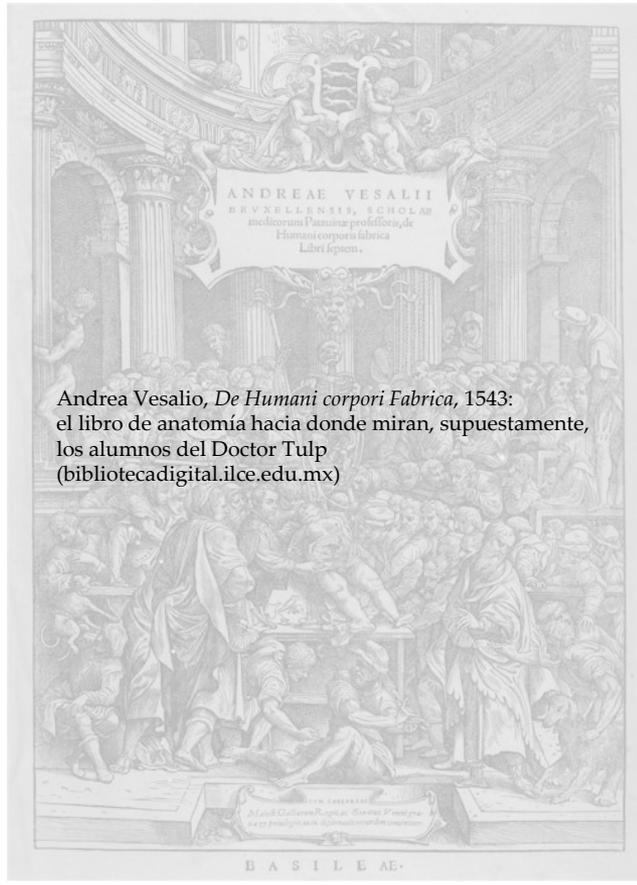 ANDREAE VESALII
BRVXELLENSIS, SCHOLAE
medicorum Patauinæ professoris, de
Humani corporis fabrica
Libri septem.
Andrea Vesalio, De Humani corpori Fabrica, 1543:
el libro de anatomía hacia donde miran, supuestamente,
los alumnos del Doctor Tulp
(bibliotecadigital.ilce.edu.mx)
BASILEAE.